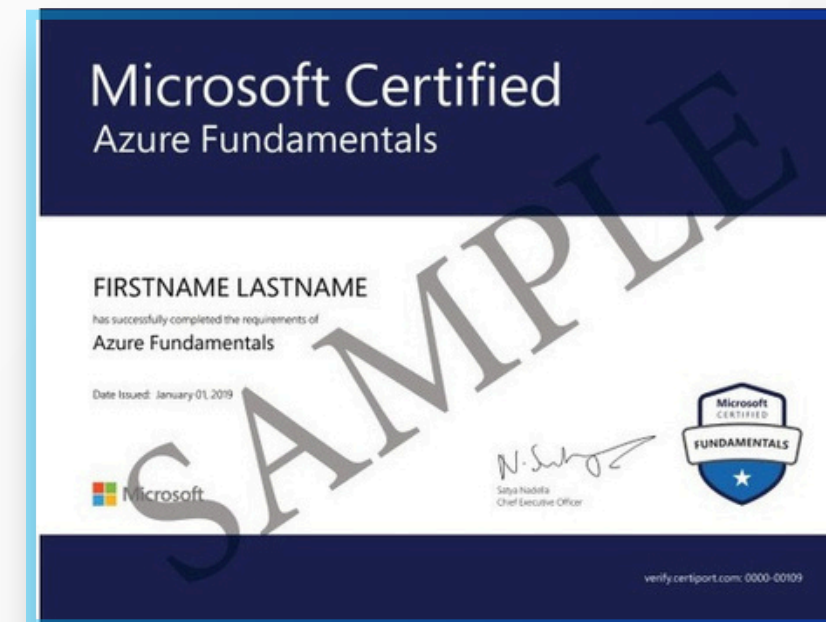 Microsoft Certified
Azure Fundamentals
SAMPLE
FIRSTNAME LASTNAME
has successfully completed the requirements of
Azure Fundamentals
Date Issued: January 01, 2019
Microsoft
N. Satya
Satya Nadella
Chief Executive Officer
Microsoft
CERTIFIED
FUNDAMENTALS
verify.certiport.com: 0000-00109